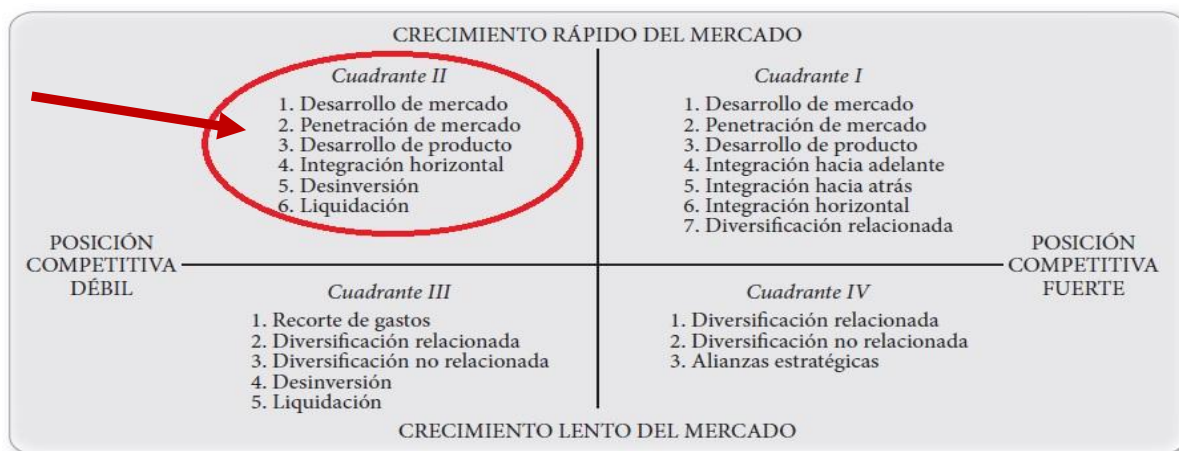 CRECIMIENTO RÁPIDO DEL MERCADO
Cuadrante II
1. Desarrollo de mercado
2. Penetración de mercado
3. Desarrollo de producto
4. Integración horizontal
5. Desinversión
6. Liquidación
Cuadrante I
1. Desarrollo de mercado
2. Penetración de mercado
3. Desarrollo de producto
4. Integración hacia adelante
5. Integración hacia atrás
6. Integración horizontal
7. Diversificación relacionada
POSICIÓN
COMPETITIVA
DÉBIL
POSICIÓN
COMPETITIVA
FUERTE
Cuadrante III
1. Recorte de gastos
2. Diversificación relacionada
3. Diversificación no relacionada
4. Desinversión
5. Liquidación
Cuadrante IV
1. Diversificación relacionada
2. Diversificación no relacionada
3. Alianzas estratégicas
CRECIMIENTO LENTO DEL MERCADO